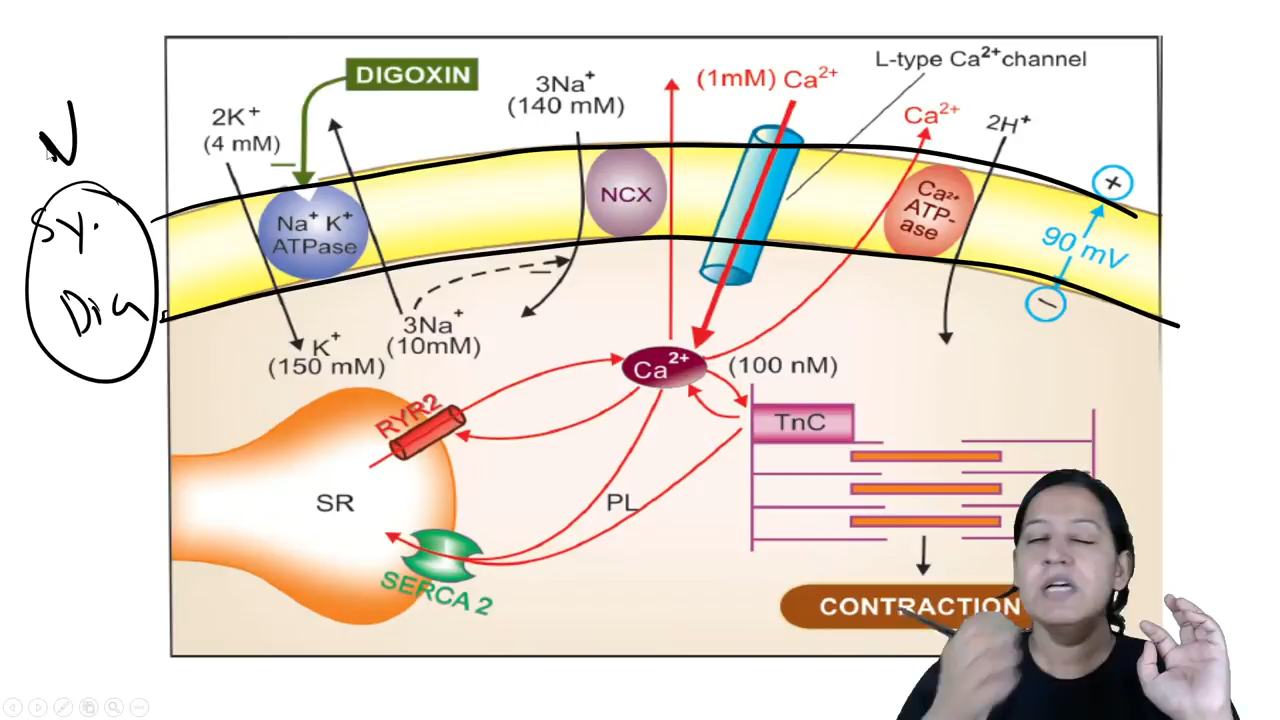 DIGOXIN
2K⁺
(4 mM)
3Na⁺
(140 mM)
(1mM) Ca²⁺
L-type Ca²⁺channel
Ca²⁺
2H⁺
N
Sy.
Dia.
Na⁺ K⁺
ATPase
NCX
Ca²⁺
ATP-
ase
+
90 mV
−
−
−
K⁺
(150 mM)
3Na⁺
(10mM)
Ca²⁺
(100 nM)
RYR2
TnC
SR
PL
SERCA 2
CONTRACTION